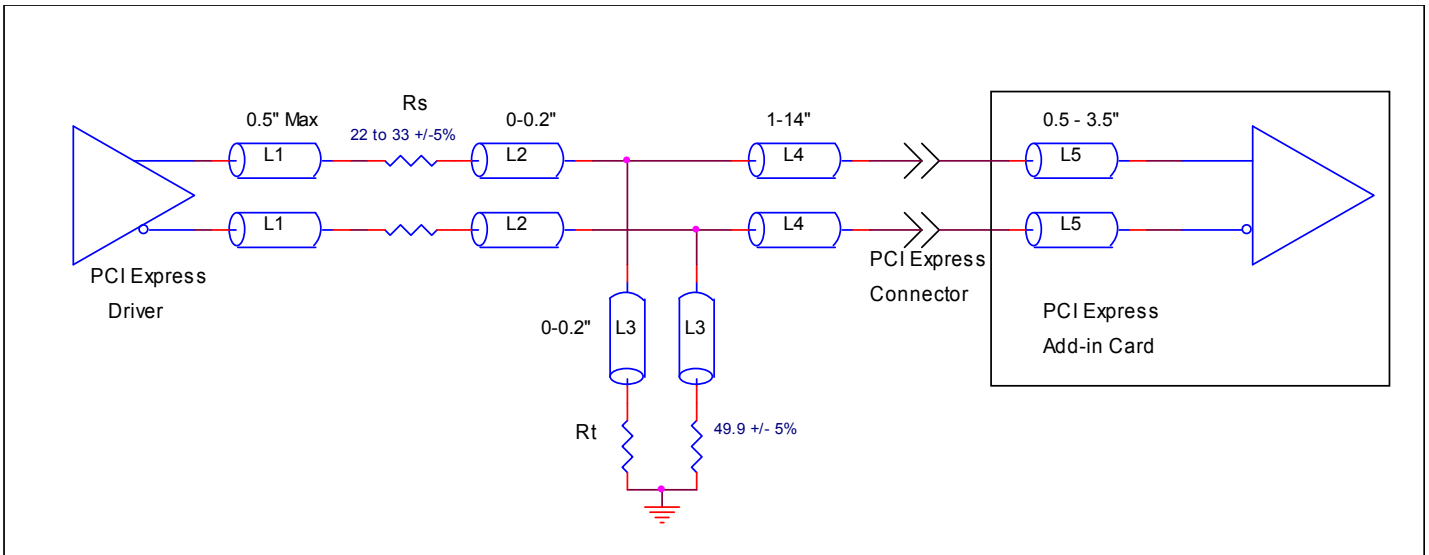 Rs
0.5" Max
22 to 33 +/-5%
0-0.2"
1-14"
0.5 - 3.5"
L1
L2
L4
L5
L1
L2
L4
L5
PCI Express
Driver
PCI Express
Connector
0-0.2"
L3
L3
PCI Express
Add-in Card
Rt
49.9 +/- 5%